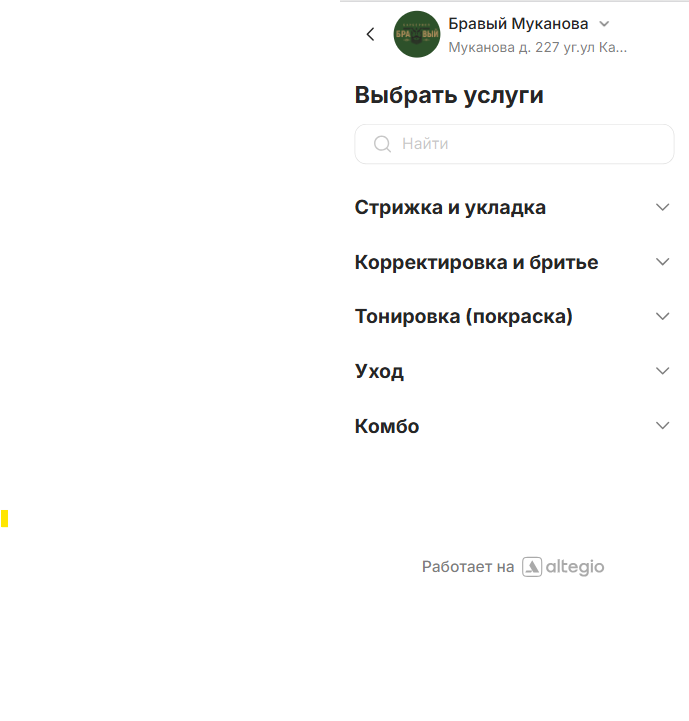 БРАВЫЙ
Бравый Муканова
Муканова д. 227 уг.ул Ка...
Выбрать услуги
Найти
Стрижка и укладка
Корректировка и бритье
Тонировка (покраска)
Уход
Комбо
Работает на altegio